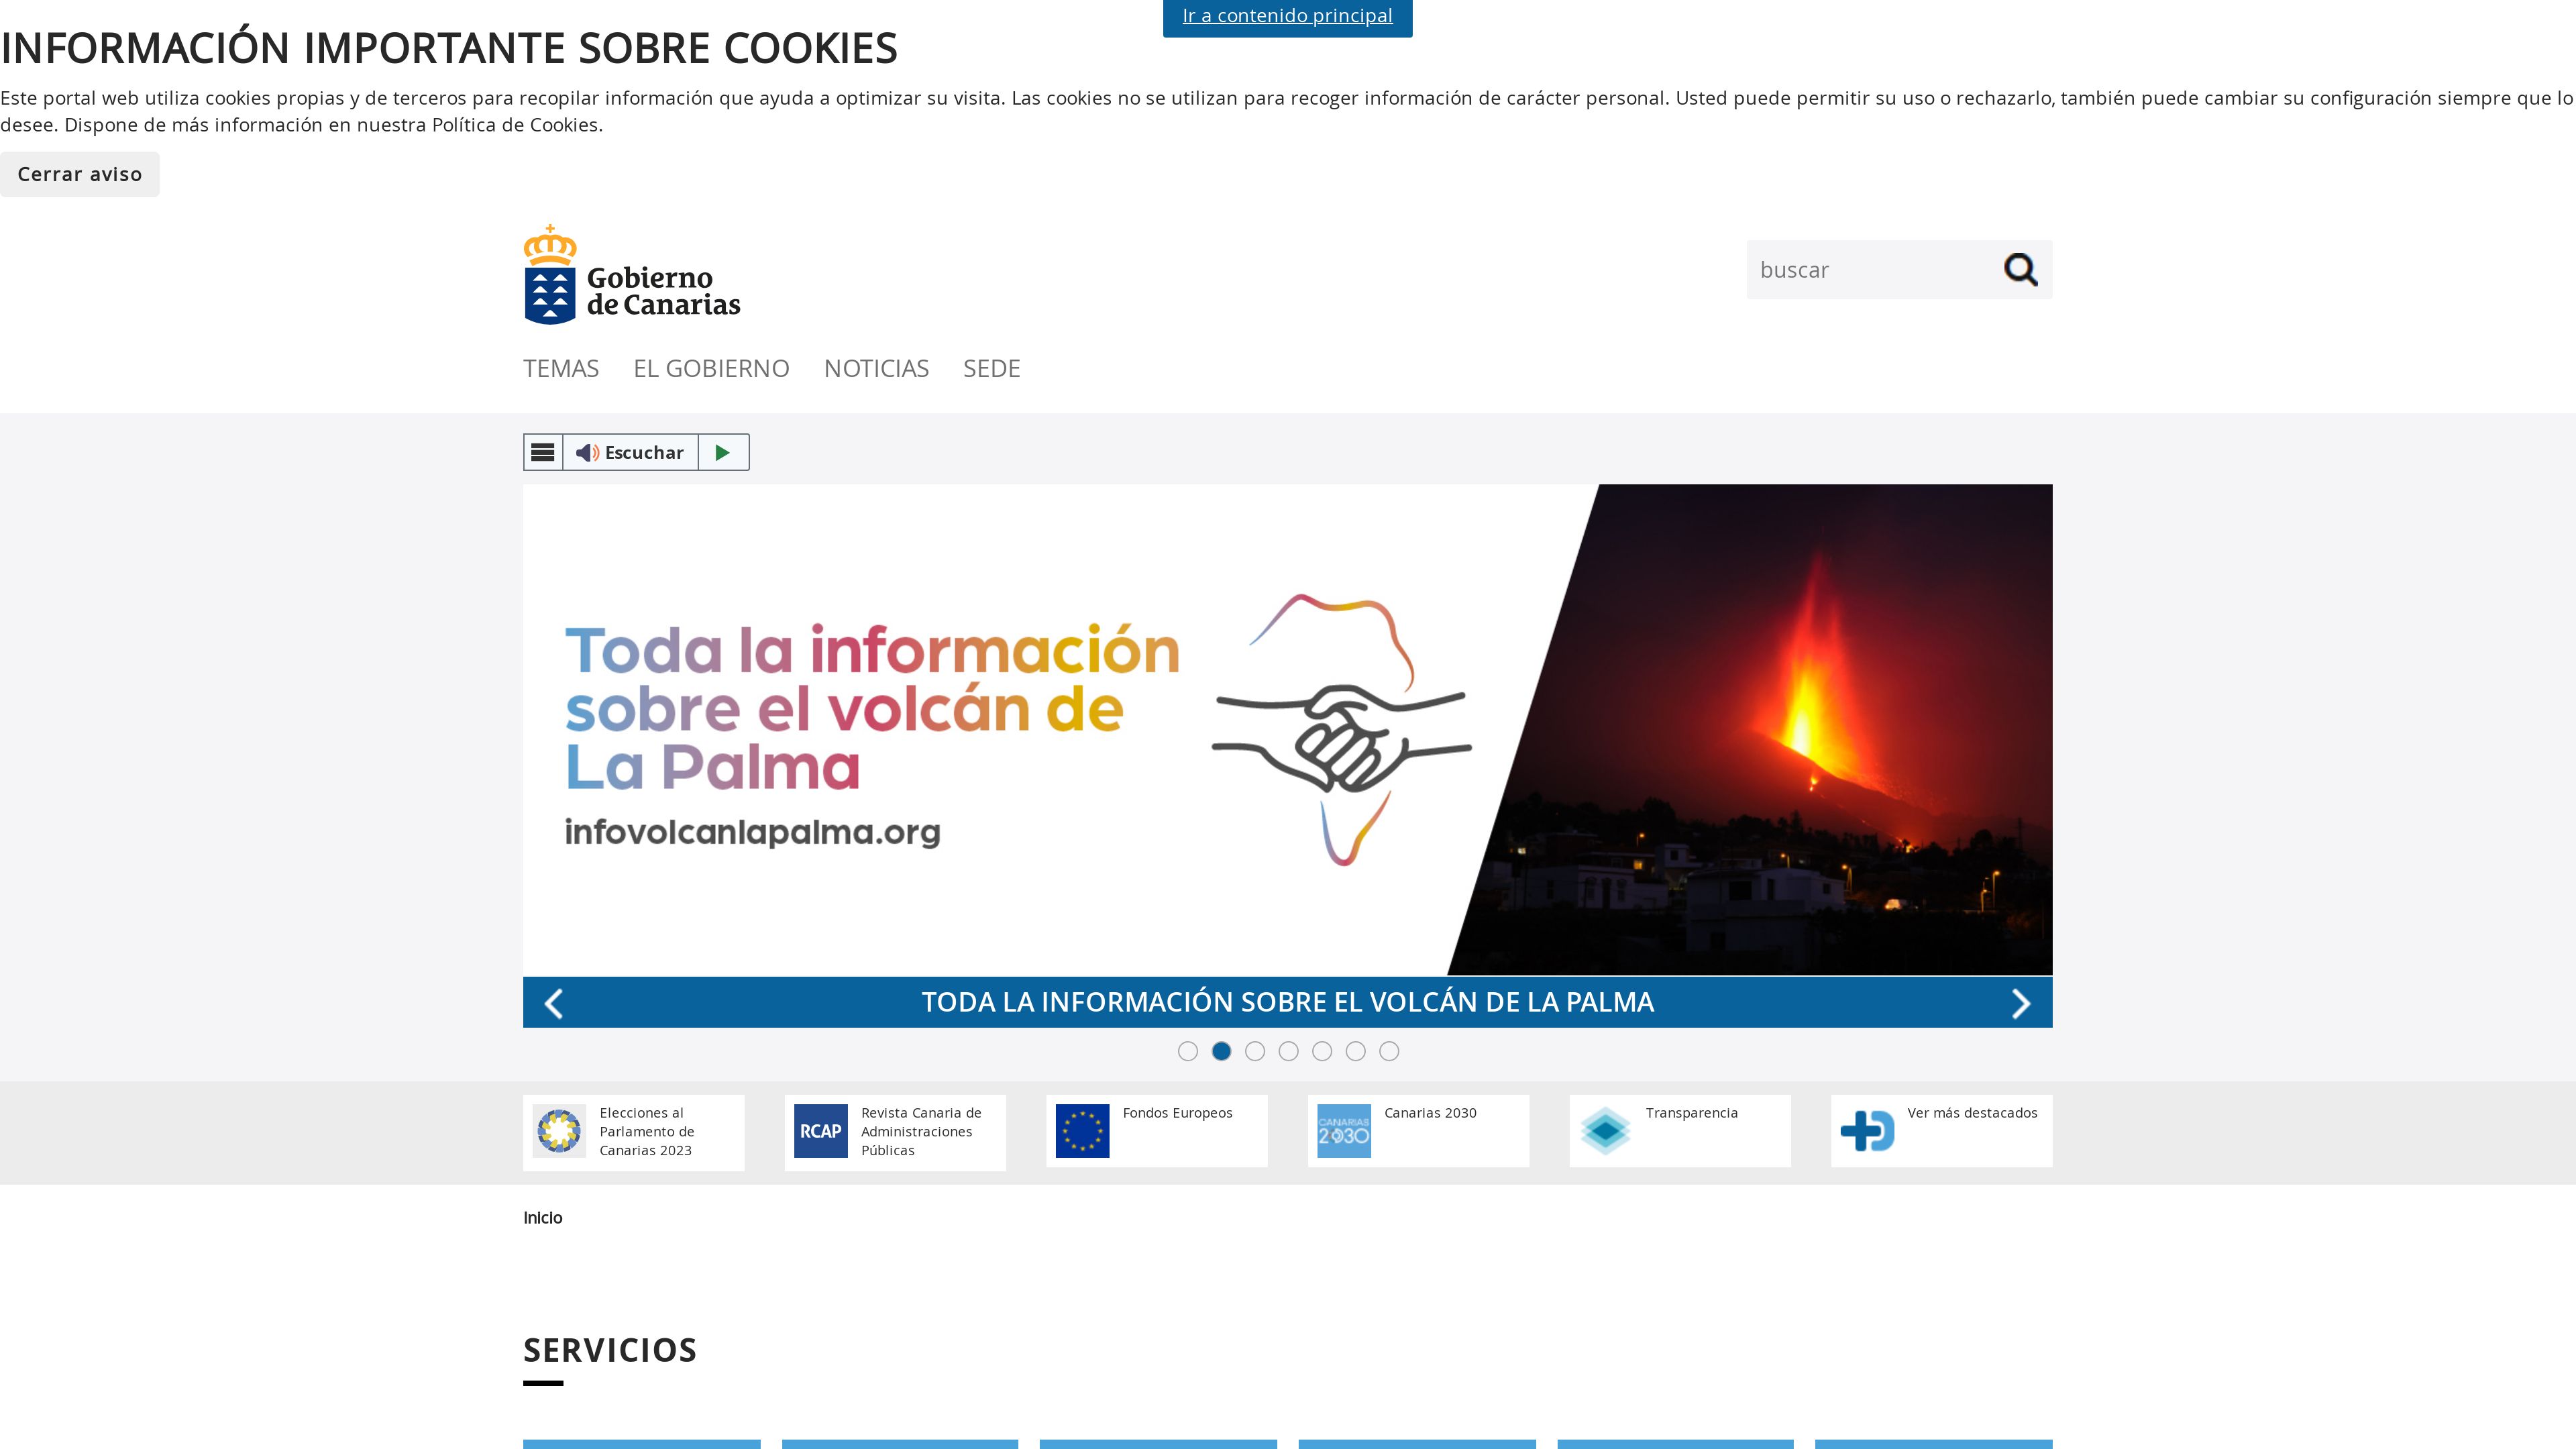 Ir a contenido principal
INFORMACIÓN IMPORTANTE SOBRE COOKIES
Este portal web utiliza cookies propias y de terceros para recopilar información que ayuda a optimizar su visita. Las cookies no se utilizan para recoger información de carácter personal. Usted puede permitir su uso o rechazarlo, también puede cambiar su configuración siempre que lo
desee. Dispone de más información en nuestra Política de Cookies.
Cerrar aviso
Gobierno
de Canarias
buscar
TEMAS EL GOBIERNO NOTICIAS SEDE
Escuchar
Toda la información
sobre el volcán de
La Palma
infovolcanlapalma.org
TODA LA INFORMACIÓN SOBRE EL VOLCÁN DE LA PALMA
Elecciones al
Parlamento de
Canarias 2023
RCAP
Revista Canaria de
Administraciones
Públicas
Fondos Europeos
CANARIAS
2030
Canarias 2030
Transparencia
Ver más destacados
Inicio
SERVICIOS